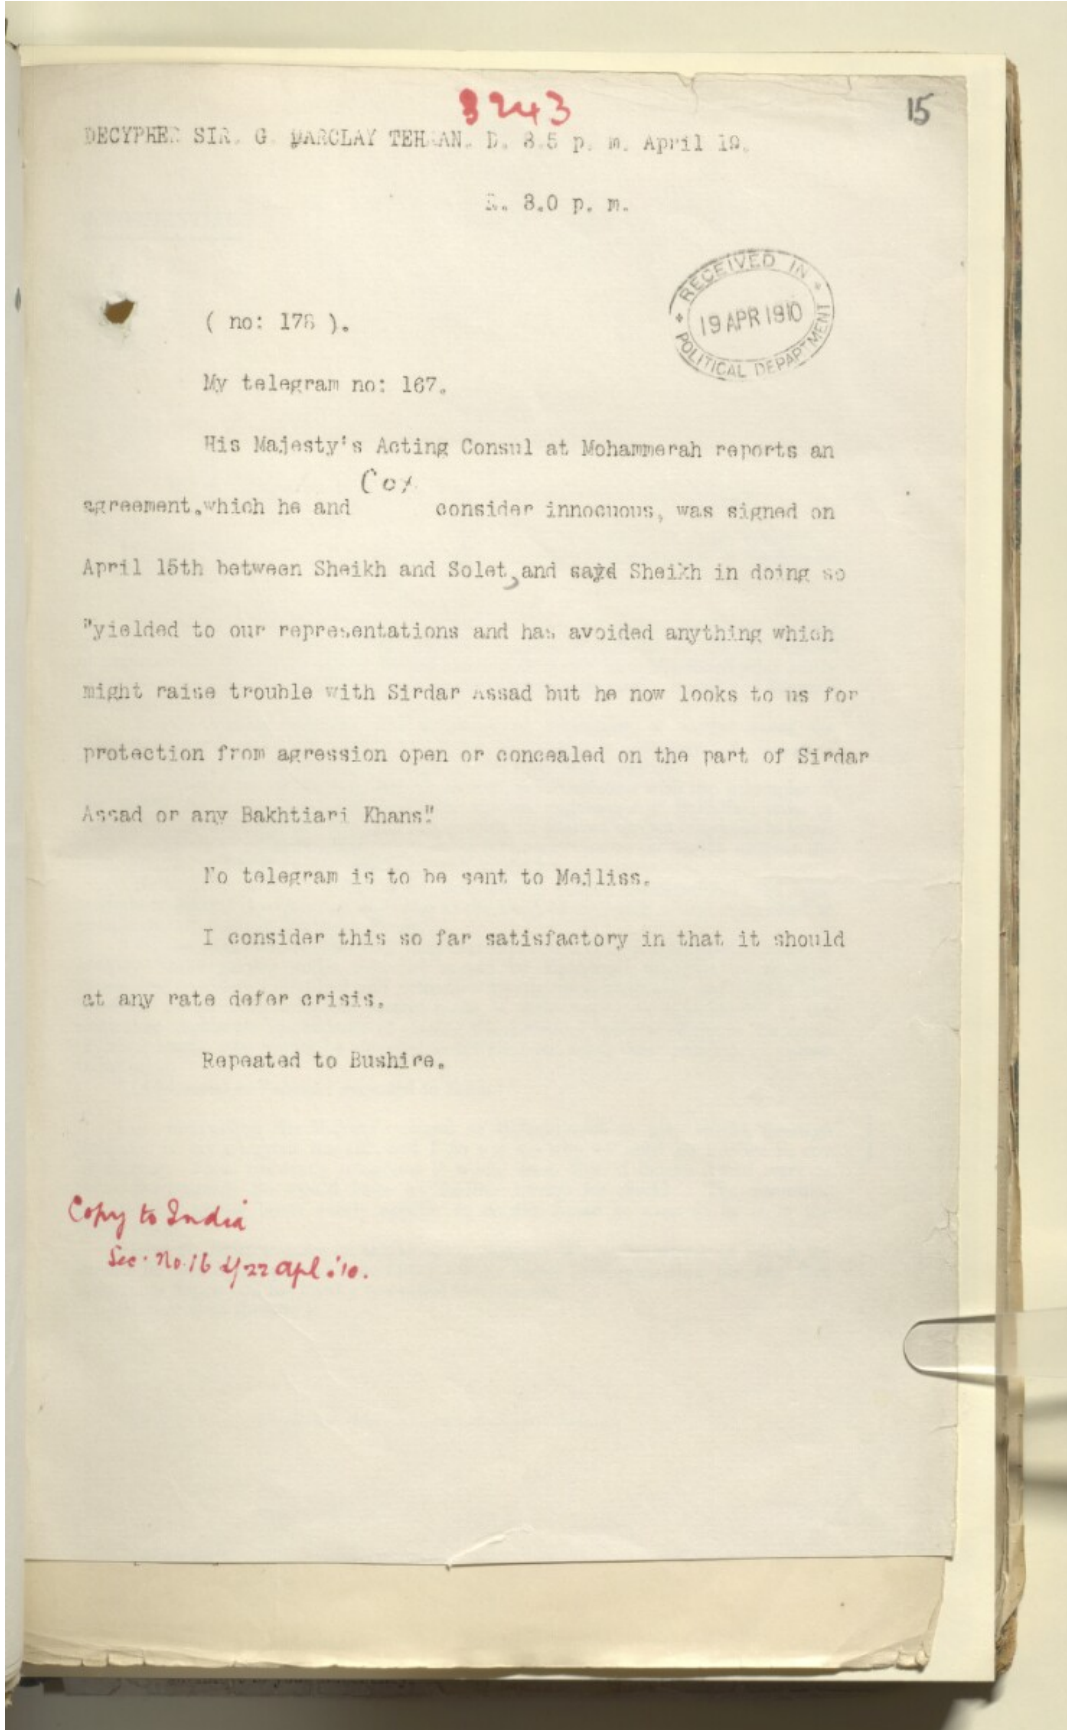 3243
15
DECYPHER SIR. G. BARCLAY TEHRAN. D. 8.5 p. m. April 19.
R. 8.0 p. m.
RECEIVED IN
19 APR 1910
POLITICAL DEPARTMENT
( no: 178 ).
My telegram no: 167.
His Majesty's Acting Consul at Mohammerah reports an
Cox
agreement, which he and consider innocuous, was signed on
April 15th between Sheikh and Solet, and Sheikh in doing so
"yielded to our representations and has avoided anything which
might raise trouble with Sirdar Assad but he now looks to us for
protection from agression open or concealed on the part of Sirdar
Assad or any Bakhtiari Khans"
No telegram is to be sent to Mejliss.
I consider this so far satisfactory in that it should
at any rate defer crisis.
Repeated to Bushire.
Copy to India
Sec. No. 16 d/22 Apl. '10.